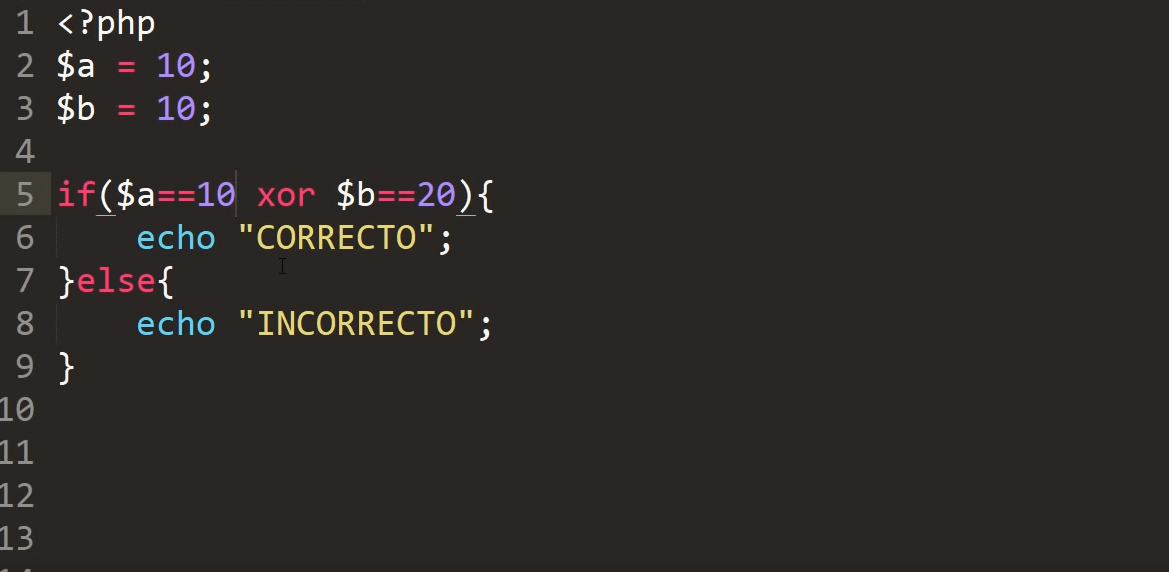 1 <?php
2 $a = 10;
3 $b = 10;
4
5 if($a==10 xor $b==20){
6     echo "CORRECTO";
7 }else{
8     echo "INCORRECTO";
9 }
10
11
12
13